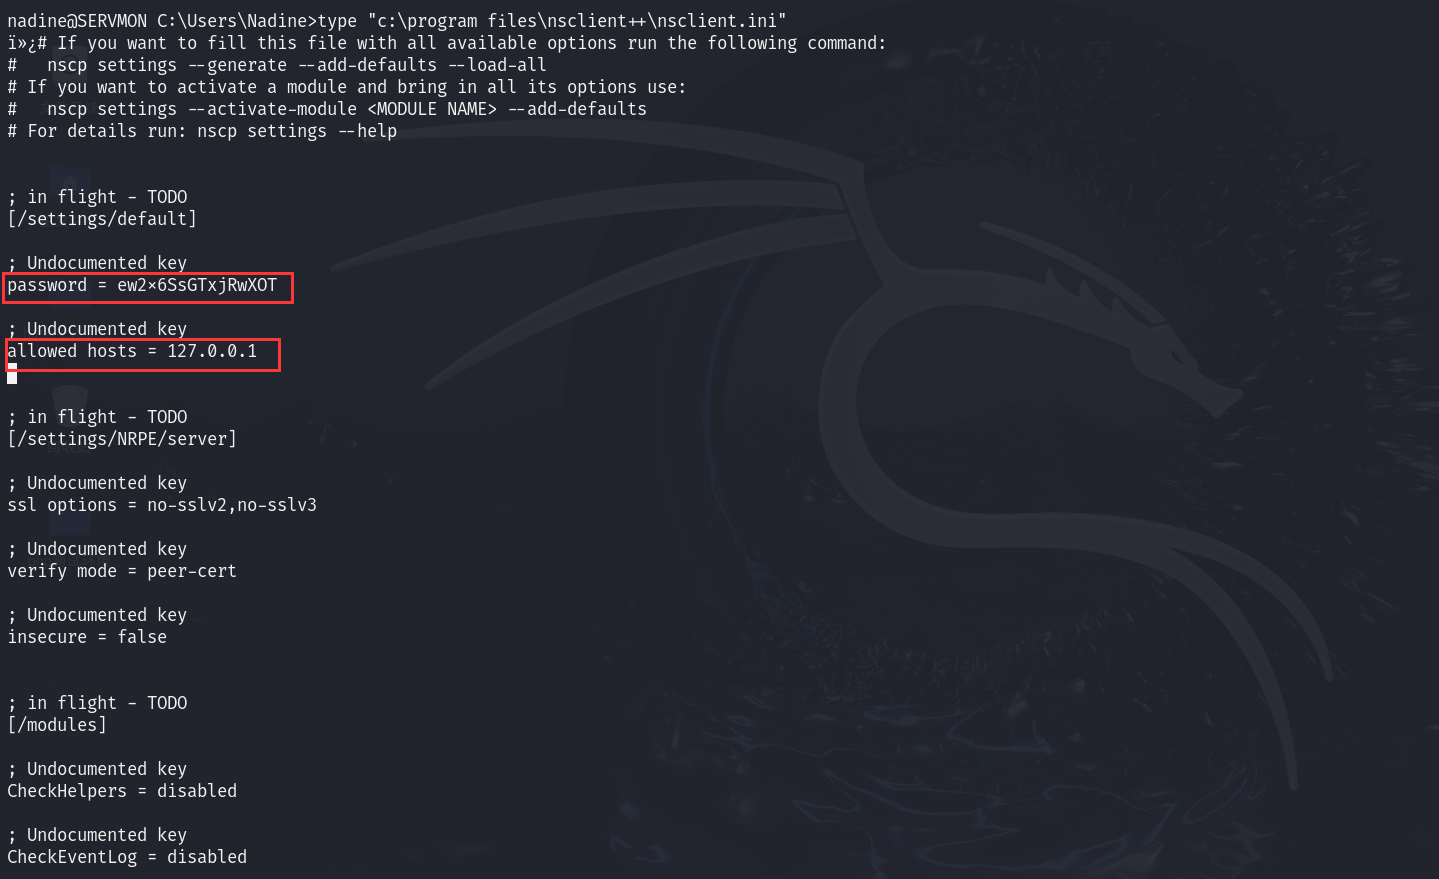 nadine@SERVMON C:\Users\Nadine>type "c:\program files\nsclient++\nsclient.ini"
ï»¿# If you want to fill this file with all available options run the following command:
#   nscp settings --generate --add-defaults --load-all
# If you want to activate a module and bring in all its options use:
#   nscp settings --activate-module <MODULE NAME> --add-defaults
# For details run: nscp settings --help
; in flight - TODO
[/settings/default]
; Undocumented key
password = ew2x6SsGTxjRwXOT
; Undocumented key
allowed hosts = 127.0.0.1
; in flight - TODO
[/settings/NRPE/server]
; Undocumented key
ssl options = no-sslv2,no-sslv3
; Undocumented key
verify mode = peer-cert
; Undocumented key
insecure = false
; in flight - TODO
[/modules]
; Undocumented key
CheckHelpers = disabled
; Undocumented key
CheckEventLog = disabled